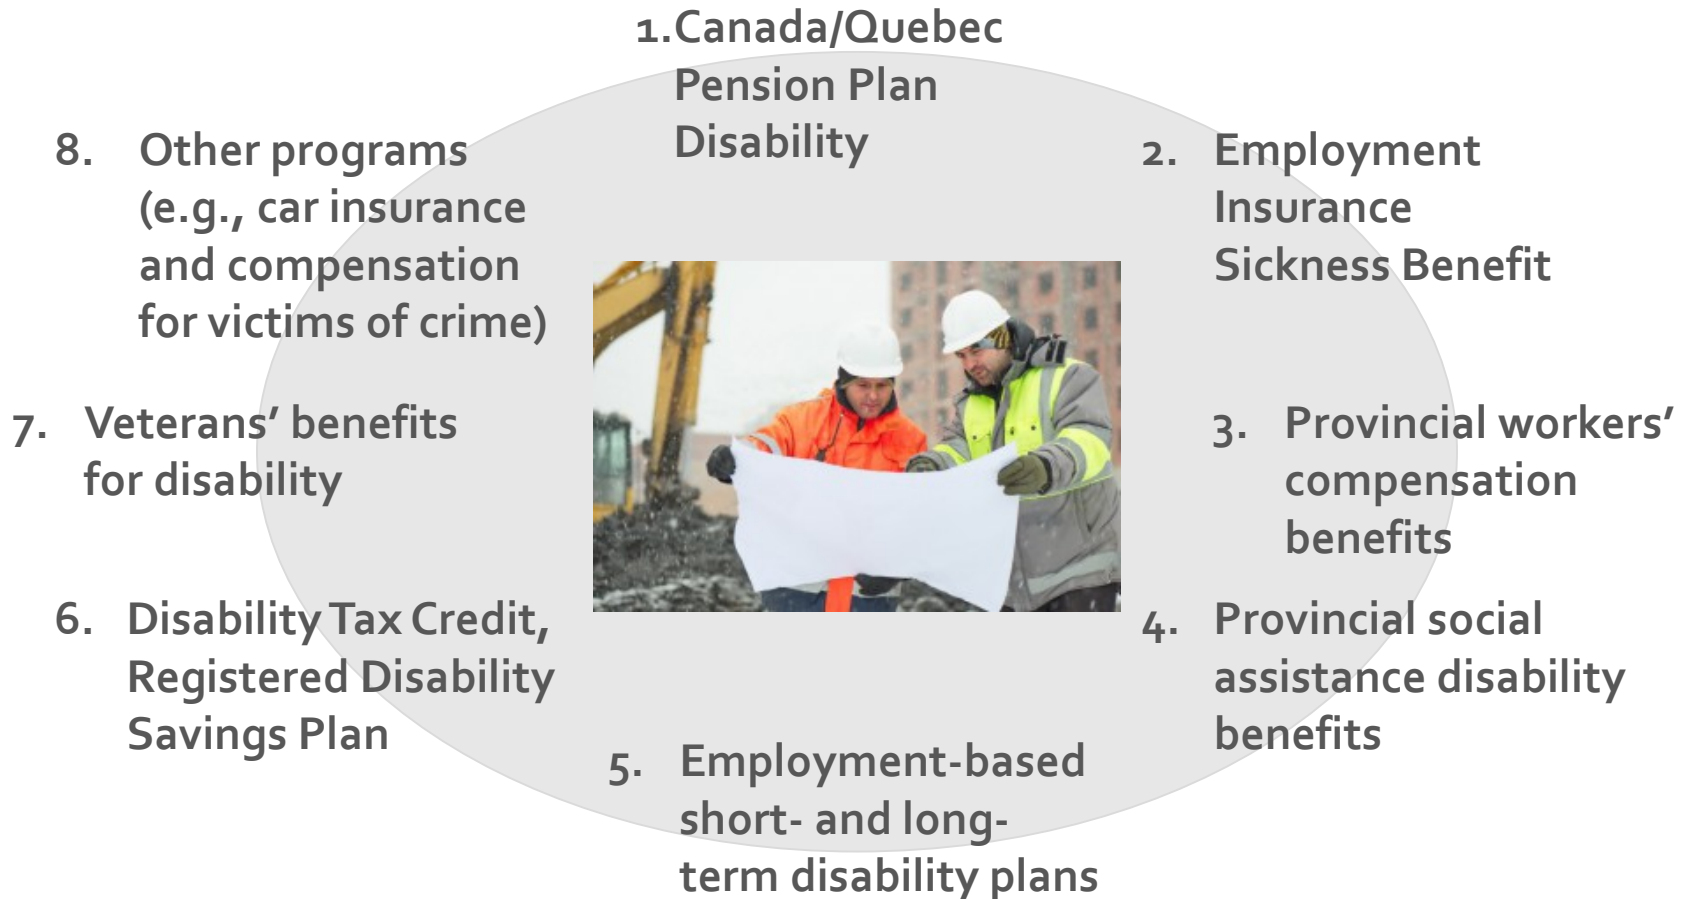 1.Canada/Quebec
Pension Plan
Disability
2. Employment
Insurance
Sickness Benefit
3. Provincial workers’
compensation
benefits
4. Provincial social
assistance disability
benefits
5. Employment-based
short- and long-
term disability plans
6. Disability Tax Credit,
Registered Disability
Savings Plan
7. Veterans’ benefits
for disability
8. Other programs
(e.g., car insurance
and compensation
for victims of crime)